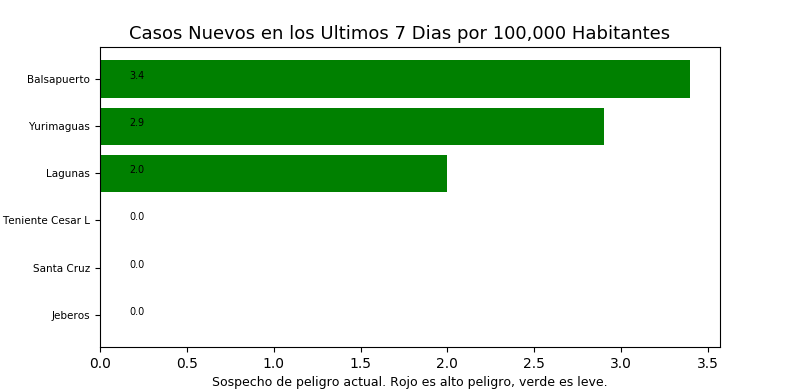 Casos Nuevos en los Ultimos 7 Dias por 100,000 Habitantes
Balsapuerto 3.4
Yurimaguas 2.9
Lagunas 2.0
Teniente Cesar L 0.0
Santa Cruz 0.0
Jeberos 0.0
0.0 0.5 1.0 1.5 2.0 2.5 3.0 3.5
Sospecho de peligro actual. Rojo es alto peligro, verde es leve.